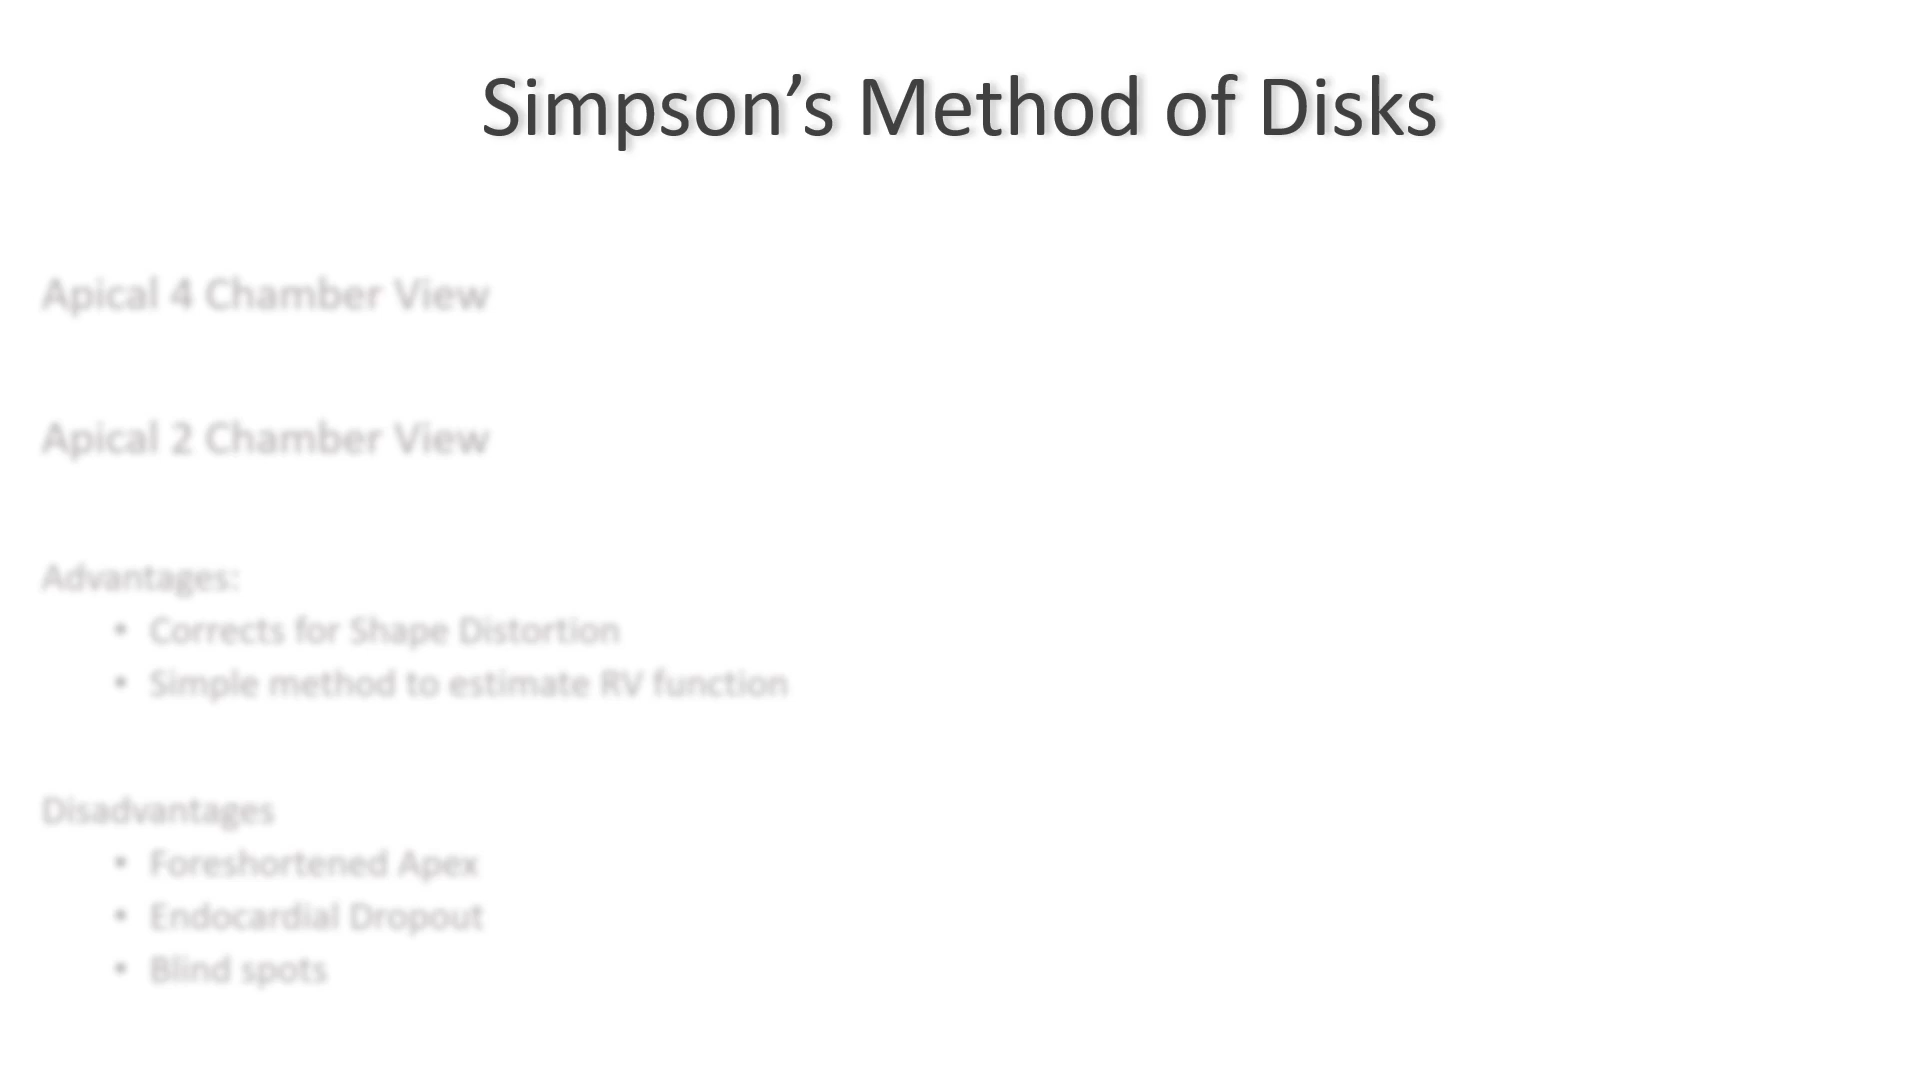 Simpson’s Method of Disks
Apical 4 Chamber View
Apical 2 Chamber View
Advantages:
• Corrects for Shape Distortion
• Simple method to estimate RV function
Disadvantages
• Foreshortened Apex
• Endocardial Dropout
• Blind spots